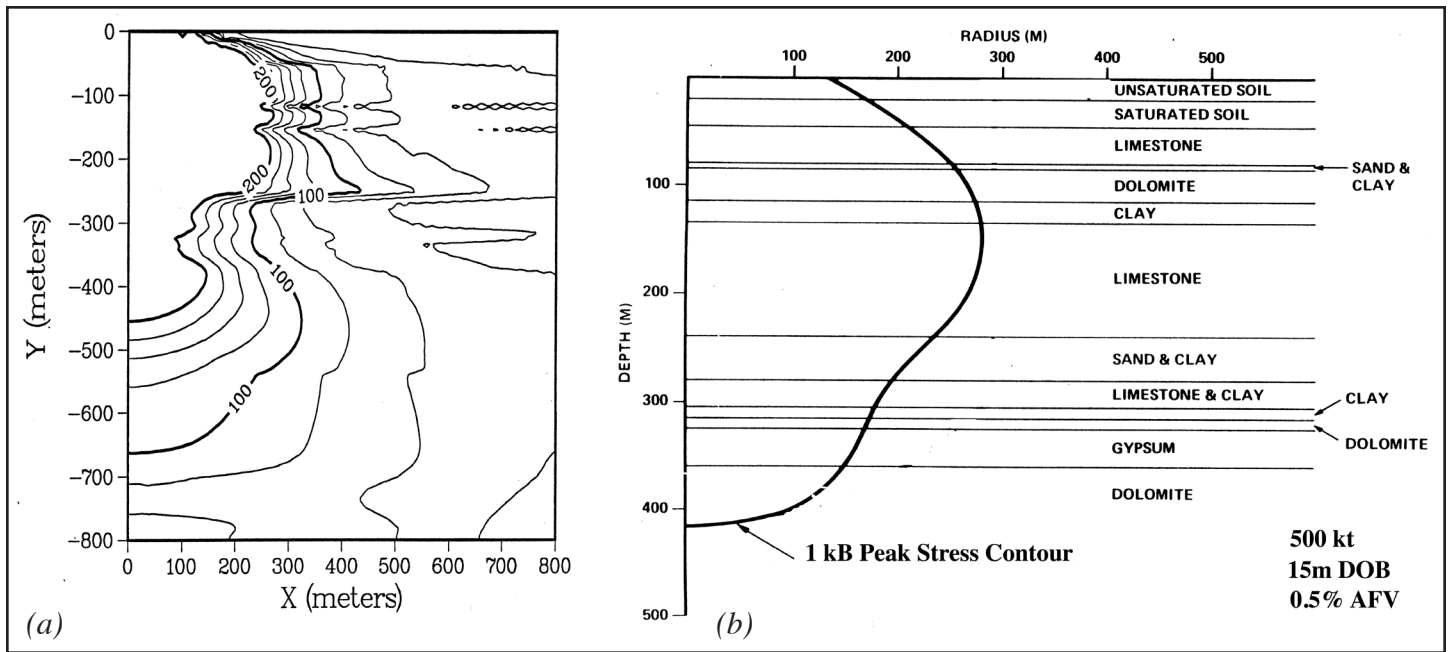 0
-100
-200
-300
-400
-500
-600
-700
-800
Y (meters)
200
200
100
100
100
0 100 200 300 400 500 600 700 800
X (meters)
(a)
RADIUS (M)
100 200 300 400 500
DEPTH (M)
100
200
300
400
500
UNSATURATED SOIL
SATURATED SOIL
LIMESTONE
SAND &
CLAY
DOLOMITE
CLAY
LIMESTONE
SAND & CLAY
LIMESTONE & CLAY
CLAY
DOLOMITE
GYPSUM
DOLOMITE
1 kB Peak Stress Contour
500 kt
15m DOB
0.5% AFV
(b)